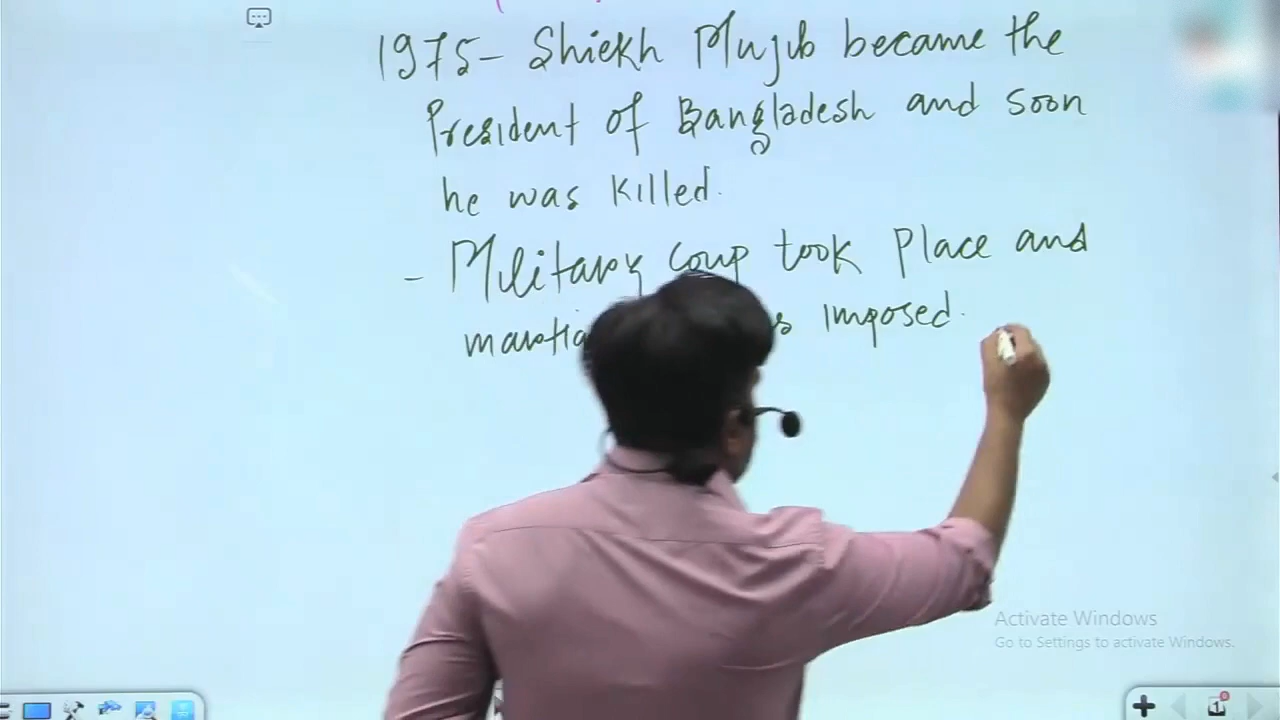 1975- Shiekh Mujib became the
President of Bangladesh and soon
he was killed.
- Military coup took place and
imposed.
Activate Windows
Go to Settings to activate Windows.
1